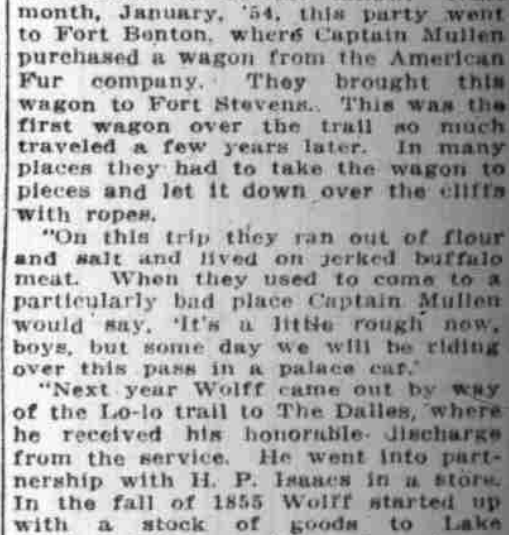 month, January, '54, this party went
to Fort Benton, where Captain Mullen
purchased a wagon from the American
Fur company. They brought this
wagon to Fort Stevens. This was the
first wagon over the trail so much
traveled a few years later. In many
places they had to take the wagon to
pieces and let it down over the cliffs
with ropes.
"On this trip they ran out of flour
and salt and lived on jerked buffalo
meat. When they used to come to a
particularly bad place Captain Mullen
would say, 'It's a little rough now,
boys, but some day we will be riding
over this pass in a palace car.'
"Next year Wolff came out by way
of the Lo-lo trail to The Dalles, where
he received his honorable discharge
from the service. He went into part-
nership with H. P. Isaacs in a store.
In the fall of 1855 Wolff started up
with a stock of goods to Lake